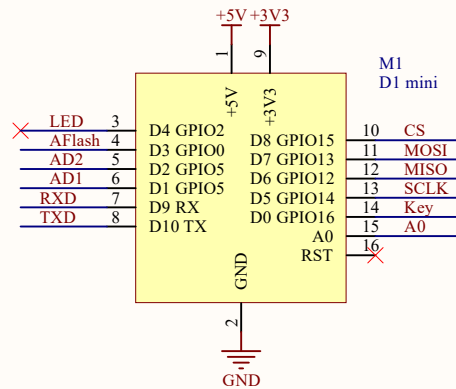 +5V +3V3
1 9
M1
D1 mini
+5V +3V3
LED 3 D4 GPIO2
AFlash 4 D3 GPIO0
AD2 5 D2 GPIO5
AD1 6 D1 GPIO5
RXD 7 D9 RX
TXD 8 D10 TX
D8 GPIO15 10 CS
D7 GPIO13 11 MOSI
D6 GPIO12 12 MISO
D5 GPIO14 13 SCLK
D0 GPIO16 14 Key
A0 15 A0
RST 16
GND
2
GND